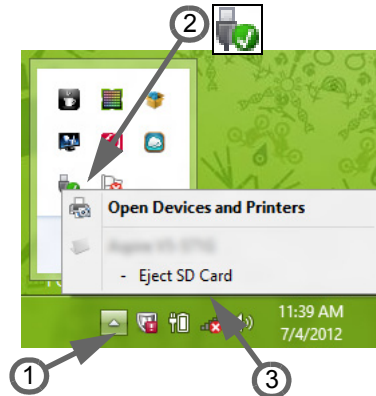 2
Open Devices and Printers
- Eject SD Card
11:39 AM
7/4/2012
1
3